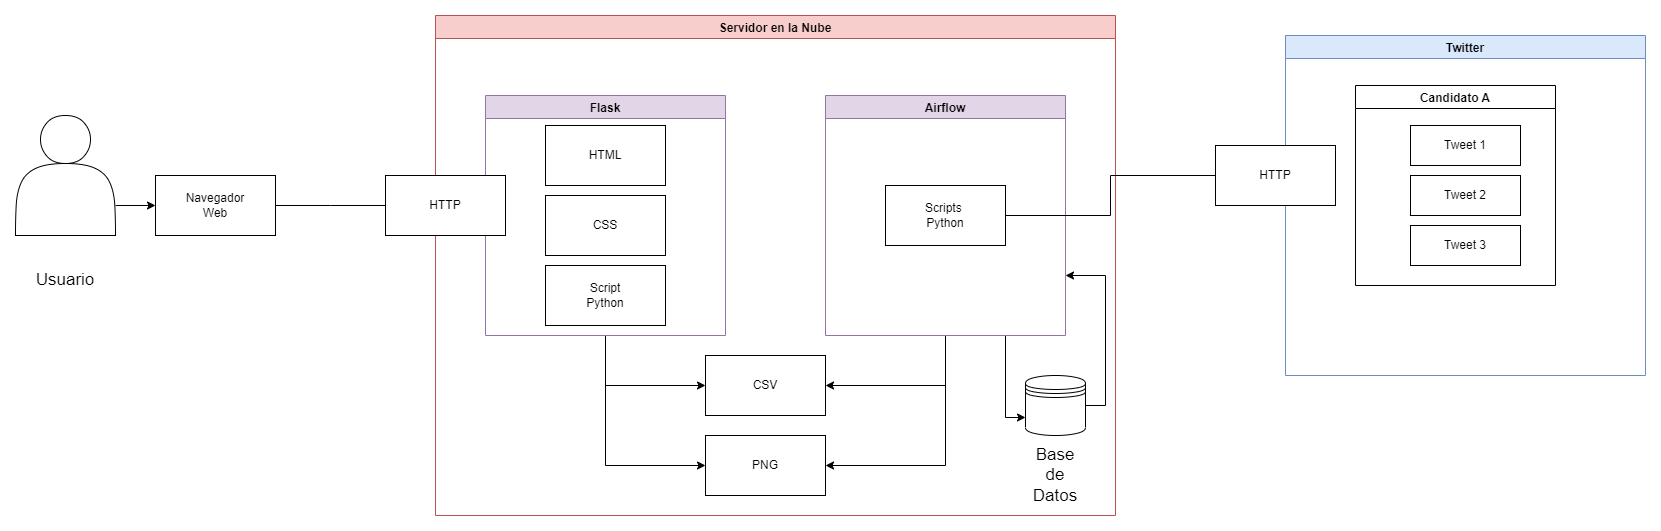 Servidor en la Nube
Twitter
Flask
Airflow
Candidato A
HTML
Tweet 1
HTTP
Tweet 2
Navegador
Web
HTTP
CSS
Scripts
Python
Tweet 3
Usuario
Script
Python
CSV
PNG
Base
de
Datos